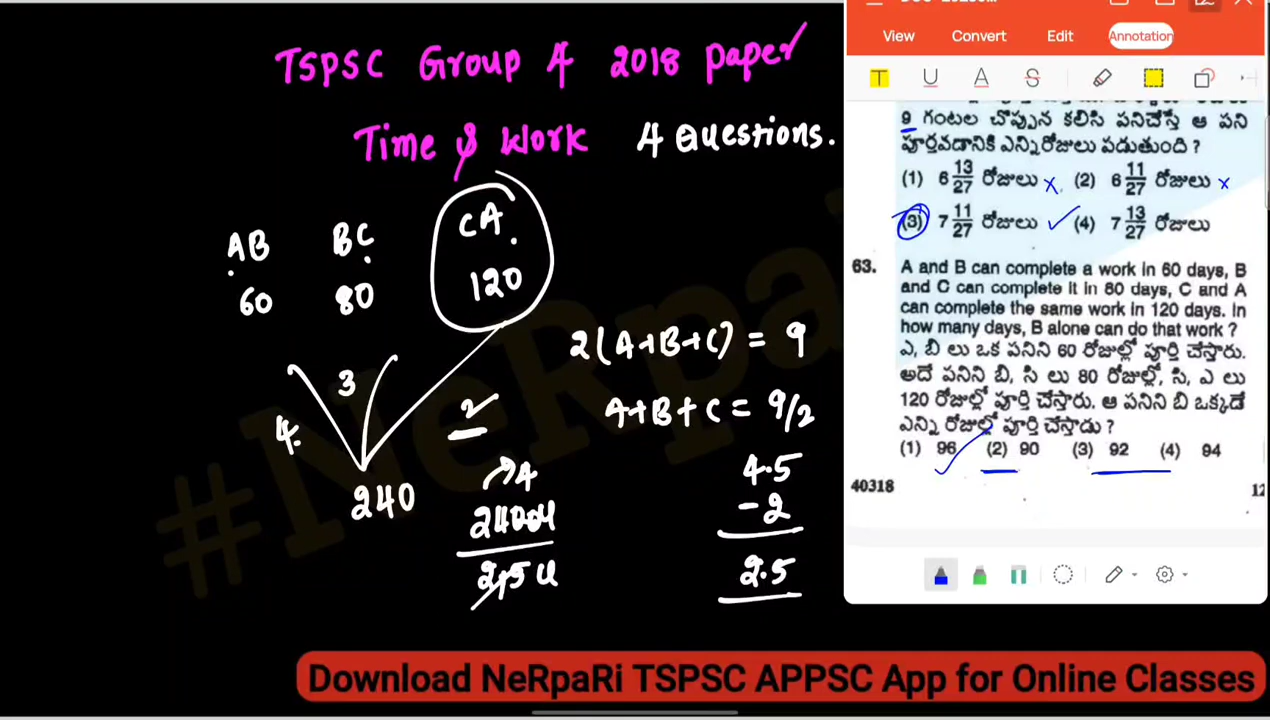 TSPSC Group 4 2018 paper
Time & Work 4 Questions.
AB BC CA
60 80 120
2(A+B+C) = 9
3
4
2
A+B+C = 9/2
240
4
2400
2.5
4.5
-2
2.5
#NeRpaRi
View Convert Edit Annotation
9 గంటల చొప్పున కలిసి పనిచేస్తే ఆ పని
పూర్తవడానికి ఎన్నిరోజులు పడుతుంది ?
(1) 6 13/27 రోజులు x (2) 6 11/27 రోజులు x
(3) 7 11/27 రోజులు (4) 7 13/27 రోజులు
63. A and B can complete a work in 60 days, B
and C can complete it in 80 days, C and A
can complete the same work in 120 days. In
how many days, B alone can do that work ?
ఎ, బి లు ఒక పనిని 60 రోజుల్లో పూర్తి చేస్తారు.
అదే పనిని బి, సి లు 80 రోజుల్లో, సి, ఎ లు
120 రోజుల్లో పూర్తి చేస్తారు. ఆ పనిని బి ఒక్కడే
ఎన్ని రోజుల్లో పూర్తి చేస్తాడు ?
(1) 96 (2) 90 (3) 92 (4) 94
40318 12
Download NeRpaRi TSPSC APPSC App for Online Classes